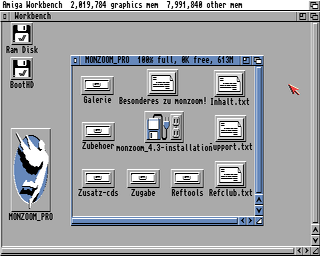 Amiga Workbench 2,019,784 graphics mem 7,991,840 other mem
Workbench
Ram Disk
BootHD
MONZOOM_PRO
MONZOOM_PRO 100% full, 0K free, 613M
Galerie
Besonderes zu monzoom!
Inhalt.txt
Zubehoer
monzoom_4.3-installation
upport.txt
Zusatz-cds
Zugabe
Reftools
Refclub.txt